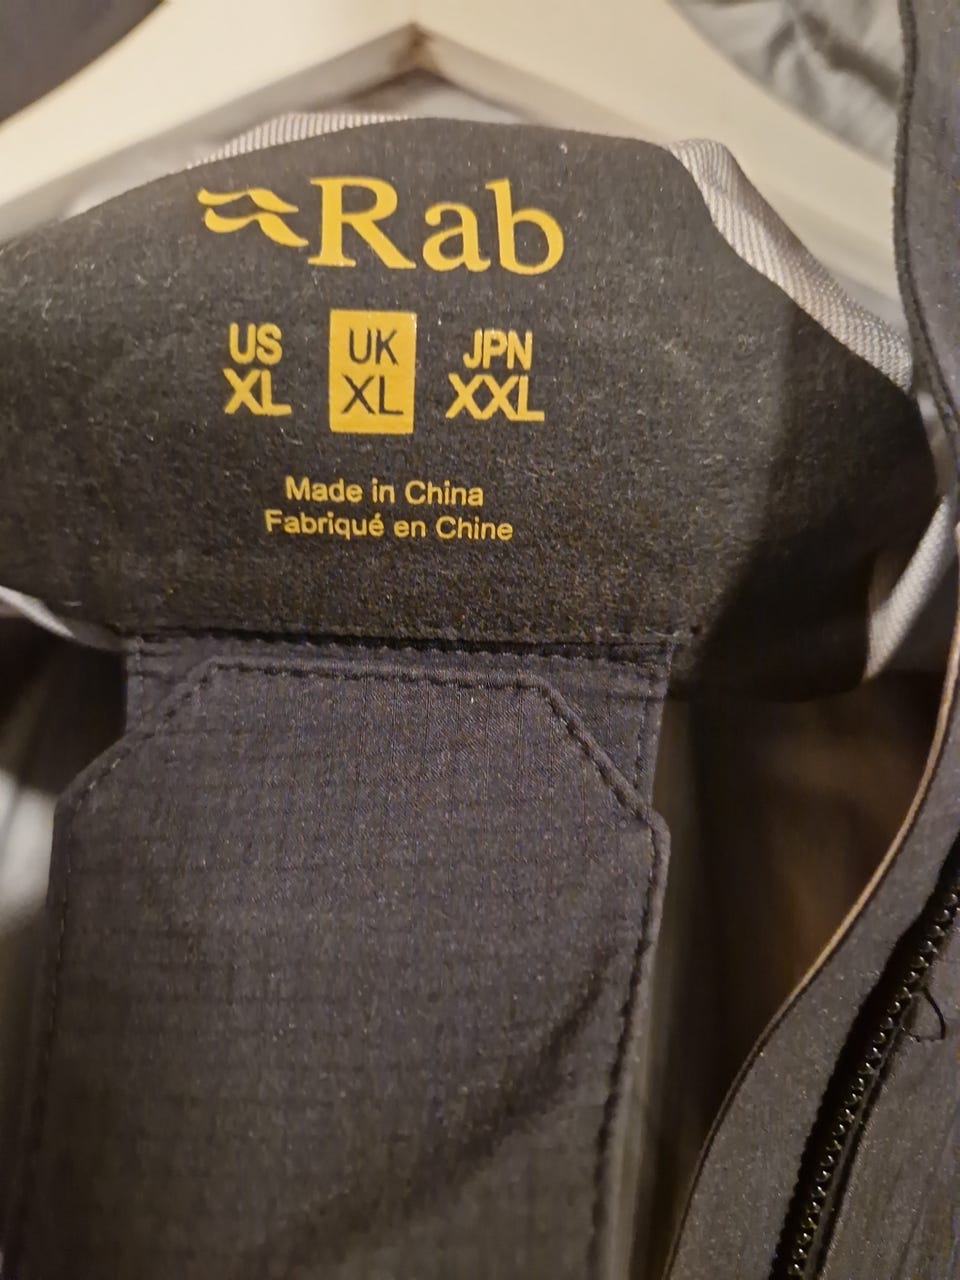 Rab
US UK JPN
XL XL XXL
Made in China
Fabriqué en Chine